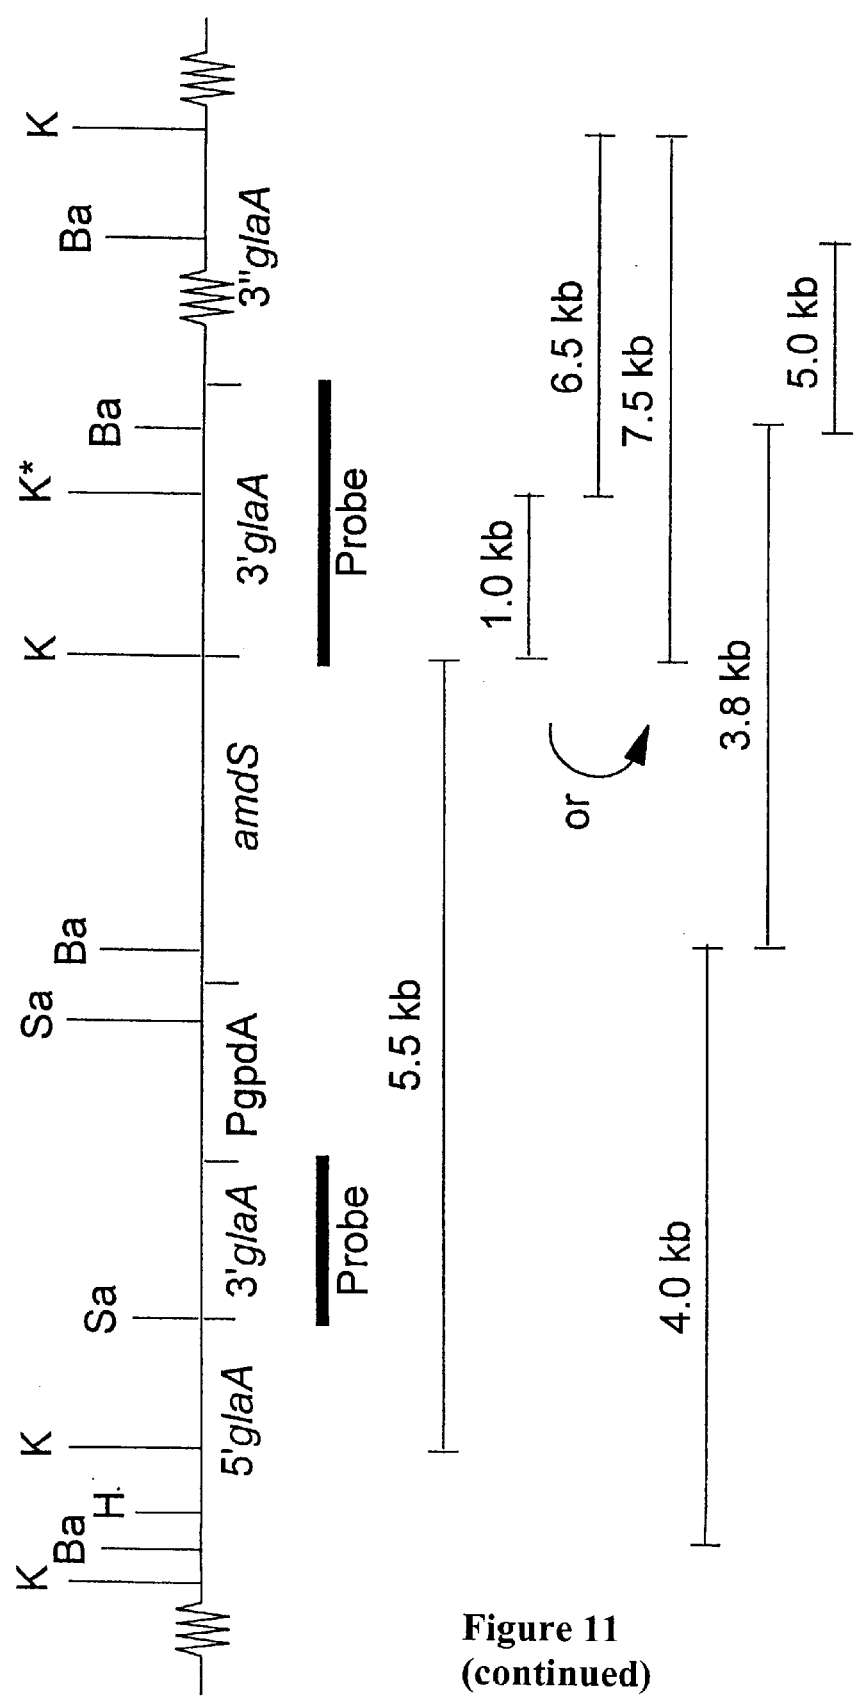 K Ba H Sa Sa Ba K K* Ba Ba K
K
5'glaA 3'glaA PgpdA amdS 3'glaA 3"glaA
Probe Probe
5.5 kb
1.0 kb
6.5 kb
or
7.5 kb
4.0 kb
3.8 kb
5.0 kb
Figure 11
(continued)